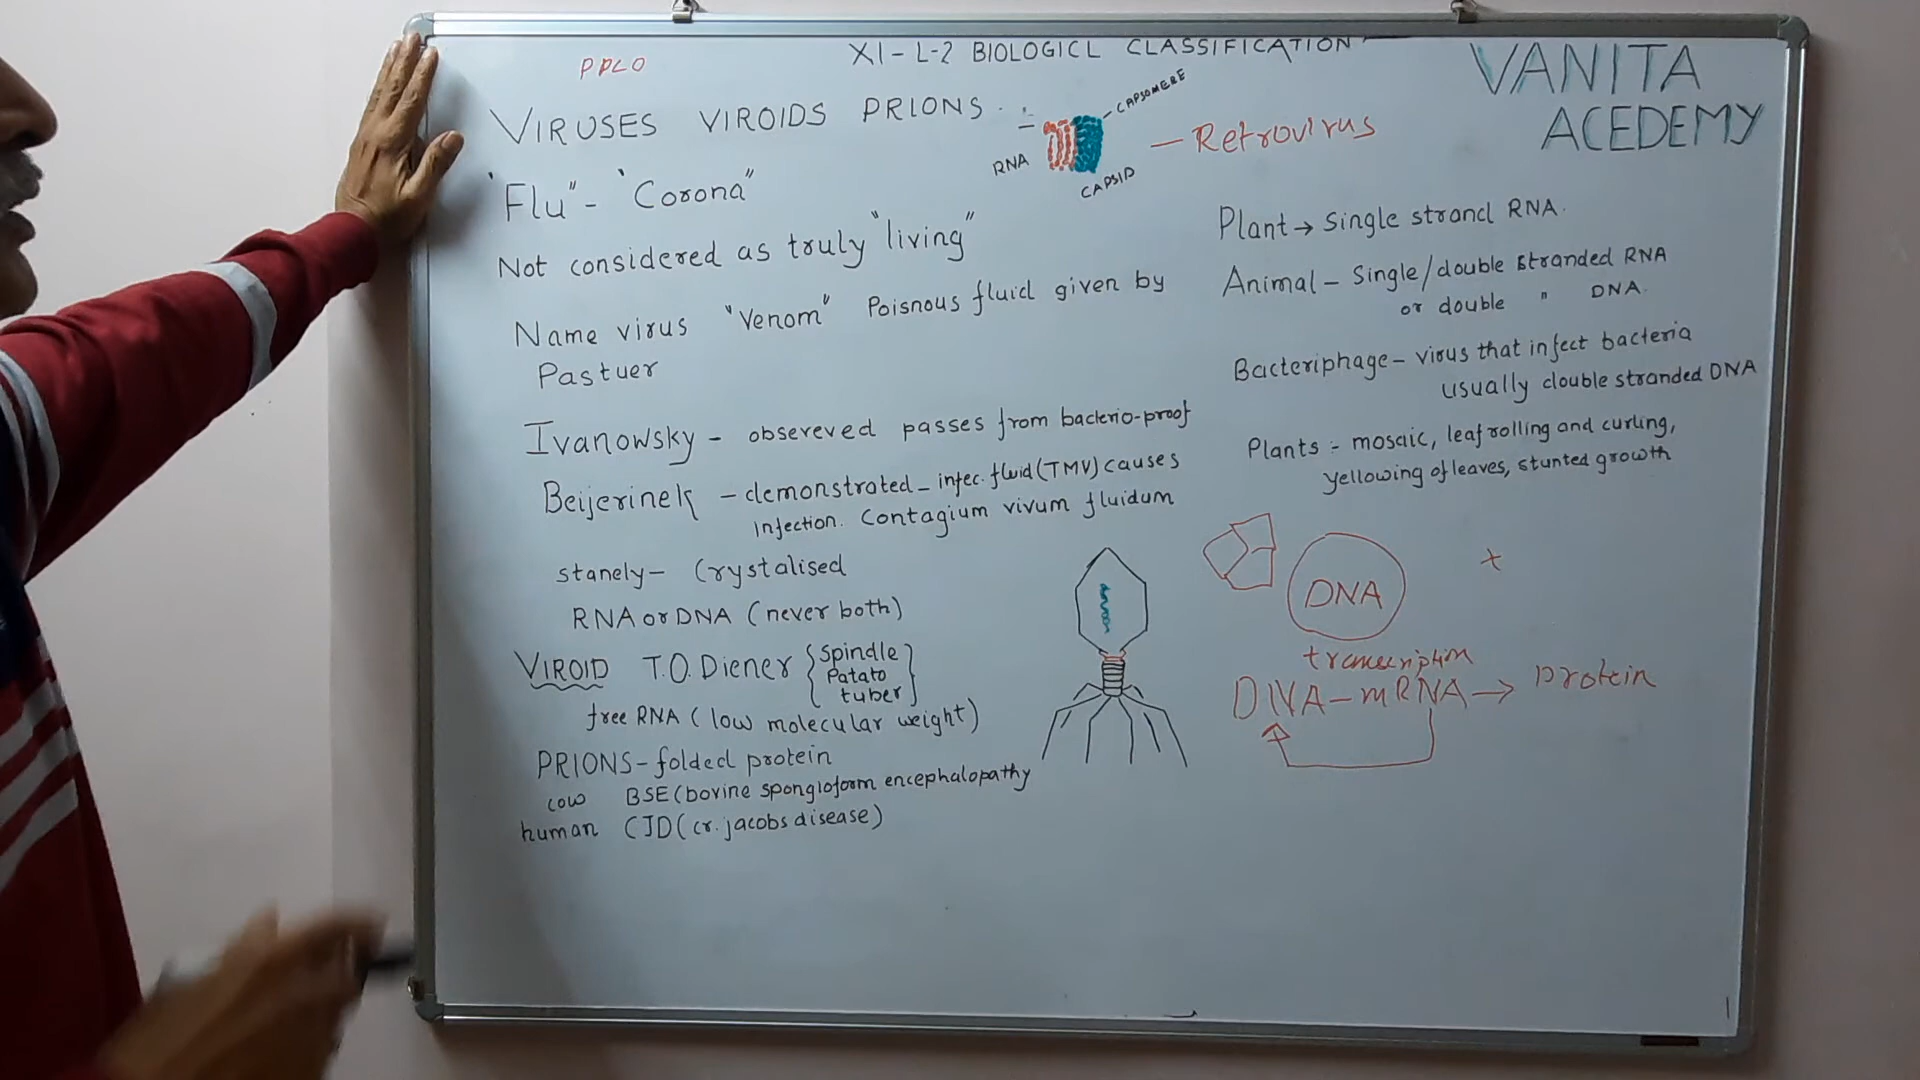 PPLO
XI - L-2 BIOLOGICL CLASSIFICATION
VANITA
ACEDEMY
VIRUSES VIROIDS PRIONS
CAPSOMERE
RNA
CAPSID
— Retrovirus
'Flu" - 'Corona"
Not considered as truly "living"
Name virus "Venom" Poisnous fluid given by
Pastuer
Ivanowsky - obsereved passes from bacterio-proof
Beijerinek - demonstrated - infec. fluid (TMV) causes
Infection. Contagium vivum fluidum
stanely - Crystalised
RNA or DNA (never both)
VIROID T.O. Diener { Spindle
Patato
tuber }
free RNA ( low molecular weight)
PRIONS - folded protein
cow BSE (bovine spongioform encephalopathy
human CJD ( cr. jacobs disease)
Plant → Single strand RNA.
Animal - Single/double stranded RNA
or double " DNA.
Bacteriphage - virus that infect bacteria
usually double stranded DNA
Plants - mosaic, leaf rolling and curling,
Yellowing of leaves, stunted growth
DNA
transcription
DNA - mRNA → protein